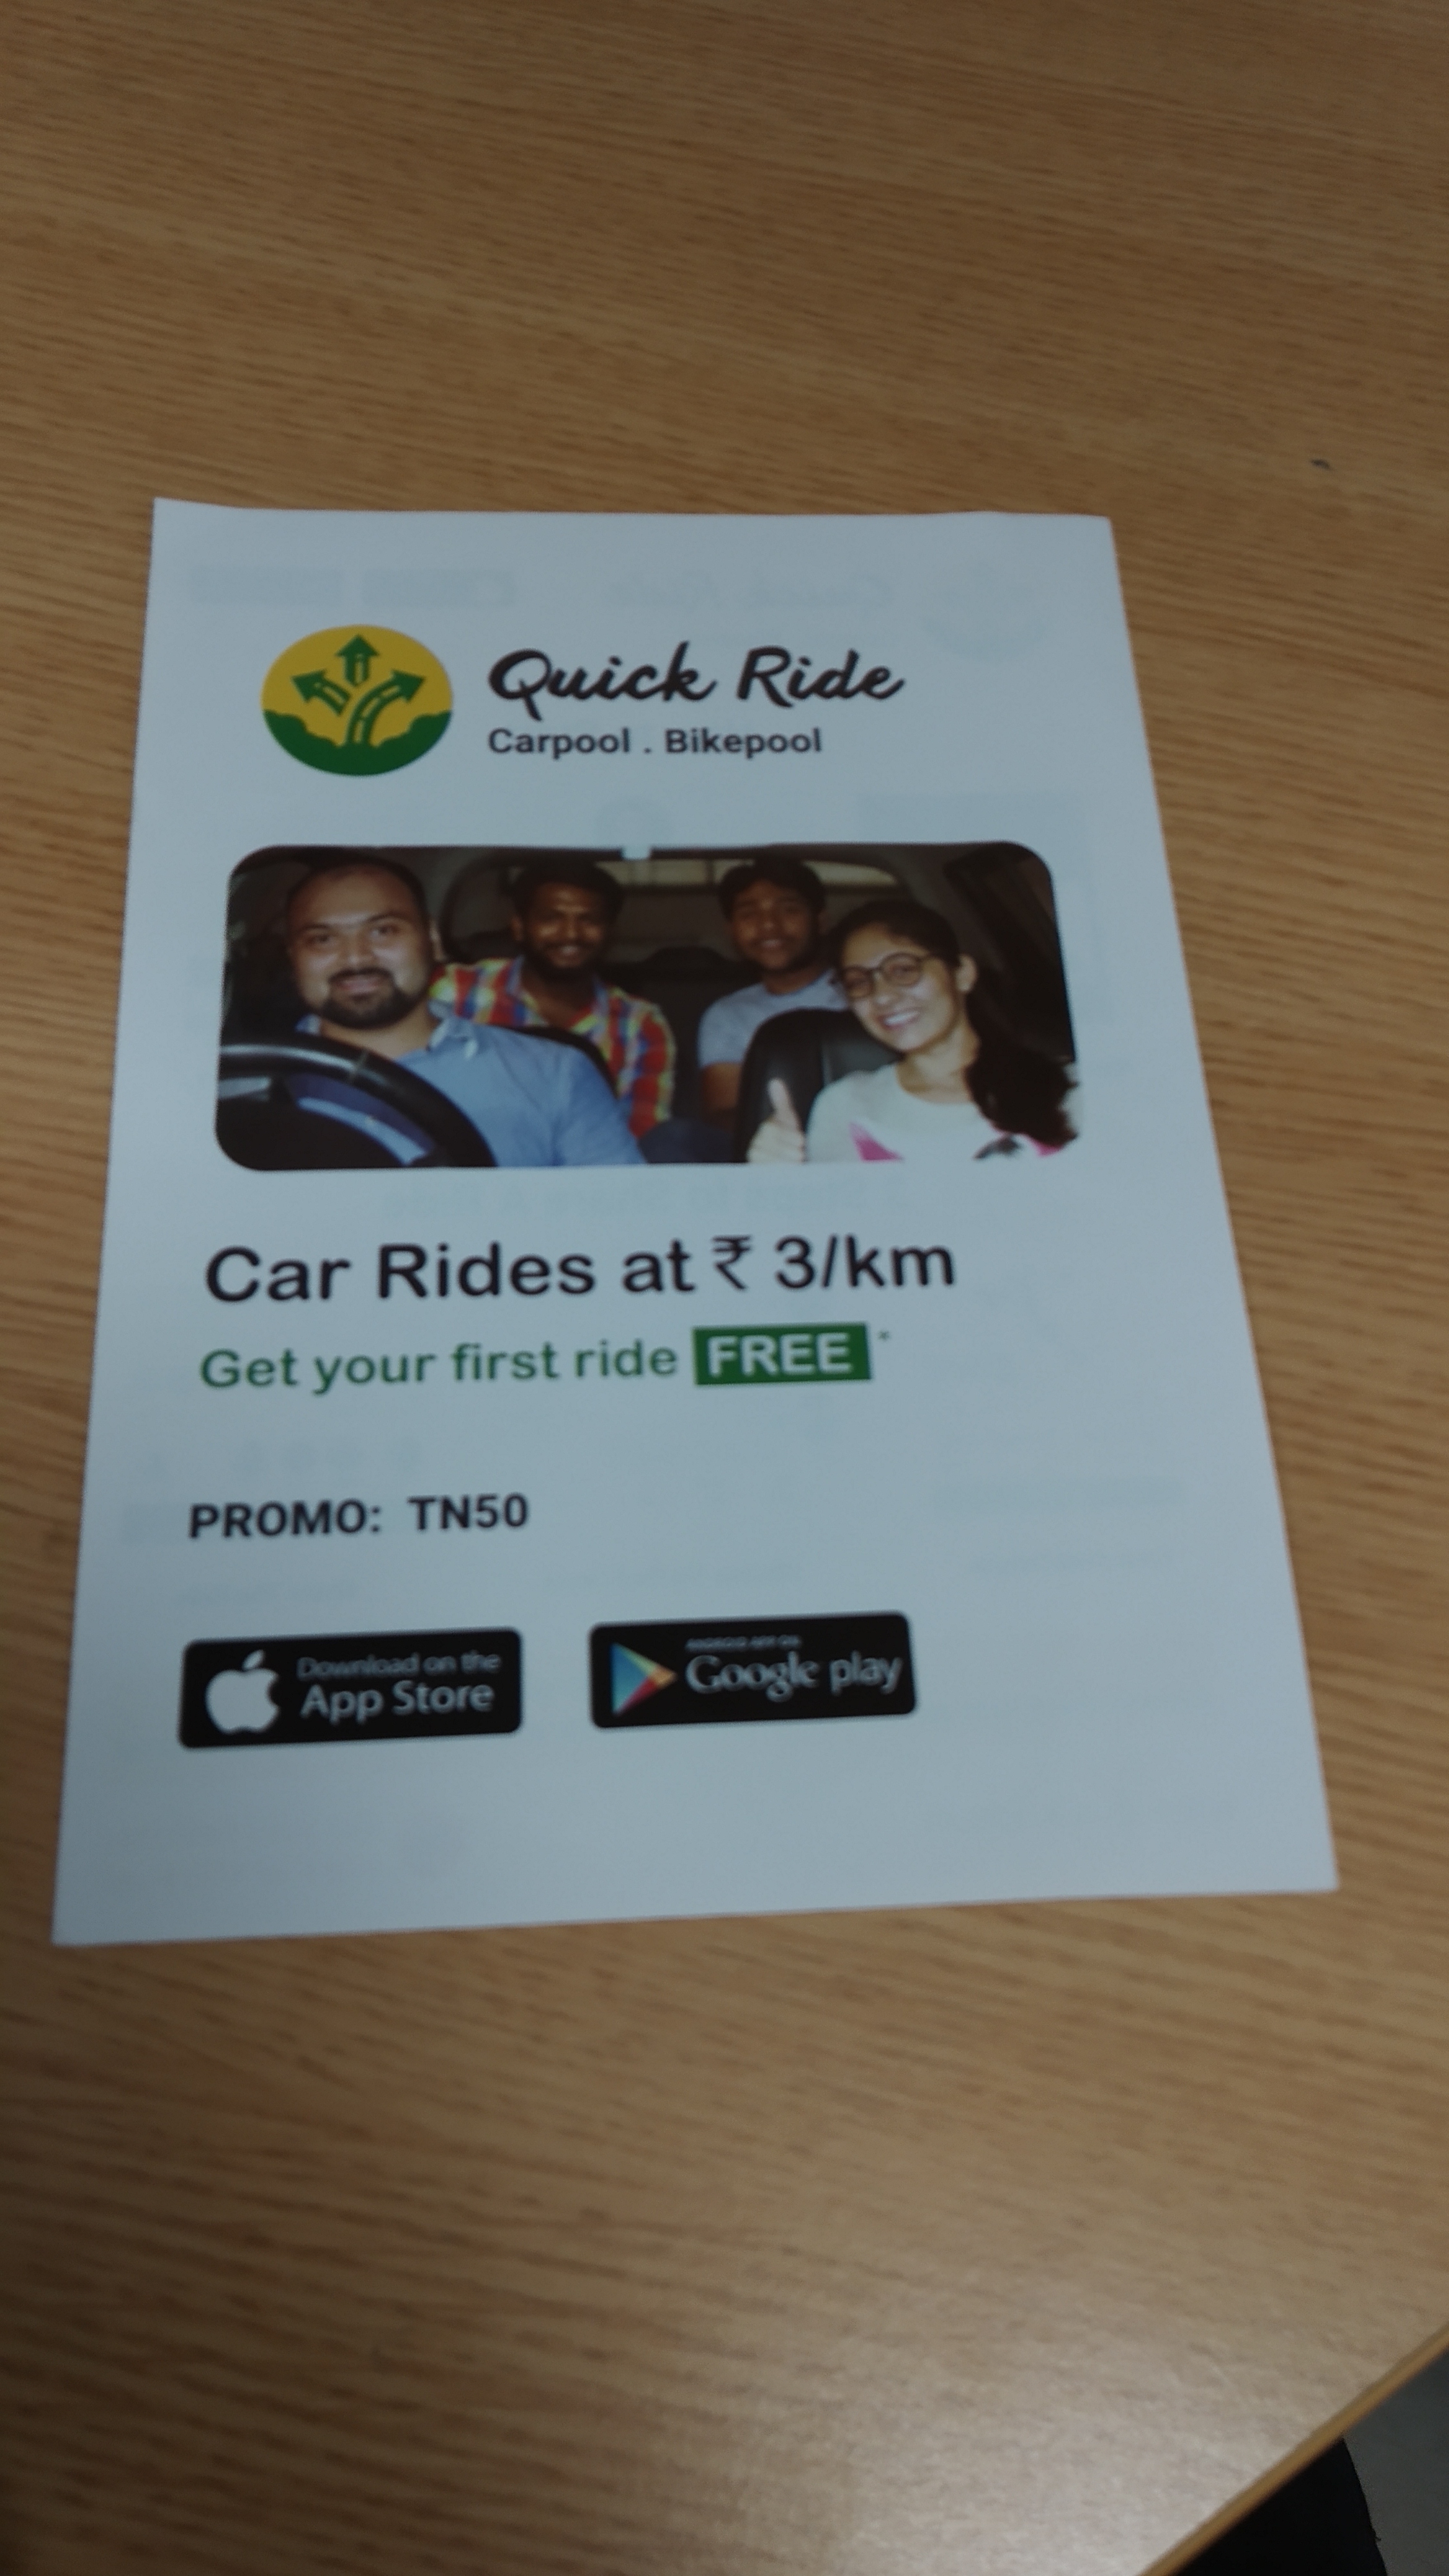 Quick Ride
Carpool . Bikepool
Car Rides at ₹ 3/km
Get your first ride FREE *
PROMO: TN50
Download on the
App Store
ANDROID APP ON
Google play